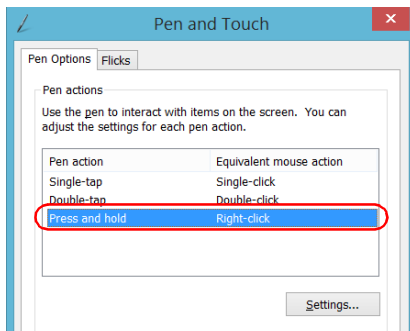 Pen and Touch
x
Pen Options Flicks
Pen actions
Use the pen to interact with items on the screen. You can
adjust the settings for each pen action.
Pen action Equivalent mouse action
Single-tap Single-click
Double-tap Double-click
Press and hold Right-click
Settings...